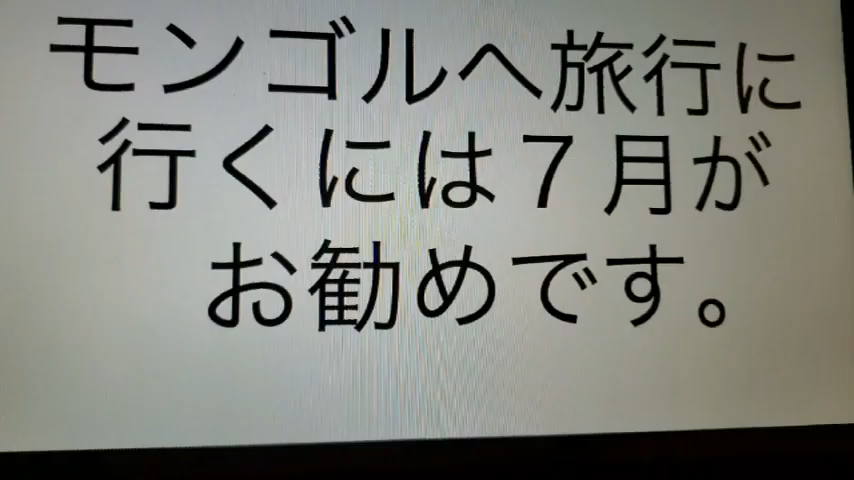 モンゴルへ旅行に
行くには７月が
お勧めです。